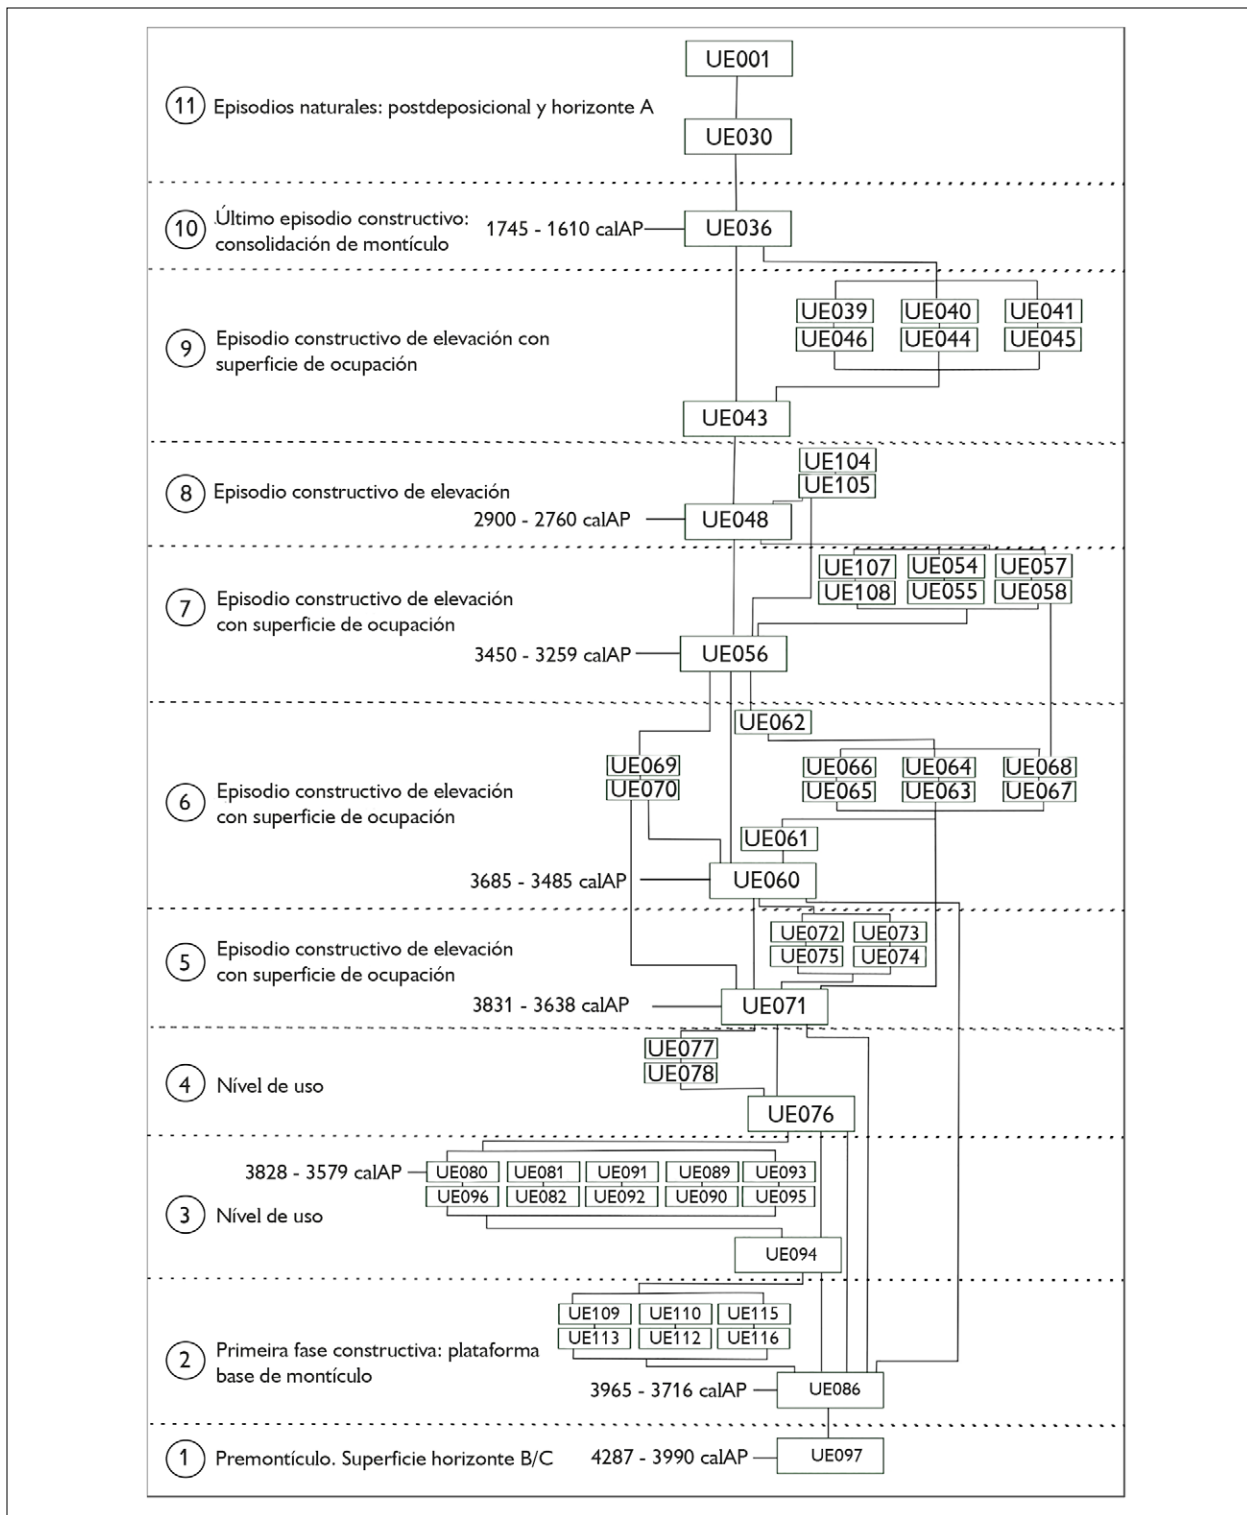 UE001
11 Episodios naturales: postdeposicional y horizonte A
UE030
10 Último episodio constructivo:
consolidación de montículo
1745 - 1610 calAP
UE036
UE039 UE040 UE041
UE046 UE044 UE045
9 Episodio constructivo de elevación con
superficie de ocupación
UE043
UE104
UE105
8 Episodio constructivo de elevación
2900 - 2760 calAP
UE048
UE107 UE054 UE057
UE108 UE055 UE058
7 Episodio constructivo de elevación
con superficie de ocupación
3450 - 3259 calAP
UE056
UE062
UE069 UE066 UE064 UE068
UE070 UE065 UE063 UE067
6 Episodio constructivo de elevación
con superficie de ocupación
UE061
3685 - 3485 calAP
UE060
UE072 UE073
UE075 UE074
5 Episodio constructivo de elevación
con superficie de ocupación
3831 - 3638 calAP
UE071
UE077
UE078
4 Nível de uso
UE076
3828 - 3579 calAP
UE080 UE081 UE091 UE089 UE093
UE096 UE082 UE092 UE090 UE095
3 Nível de uso
UE094
UE109 UE110 UE115
UE113 UE112 UE116
2 Primeira fase constructiva: plataforma
base de montículo
3965 - 3716 calAP
UE086
1 Premontículo. Superficie horizonte B/C
4287 - 3990 calAP
UE097